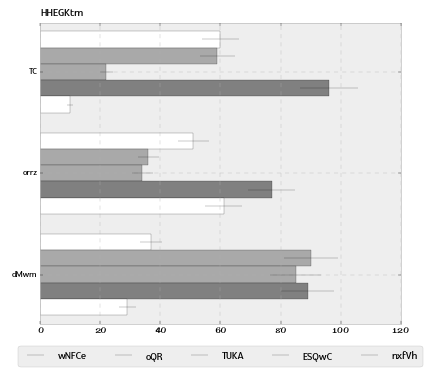 HHEGKtm
TC
orrz
dMwm
0 20 40 60 80 100 120
wNFCe oQR TUKA ESQwC nxfVh